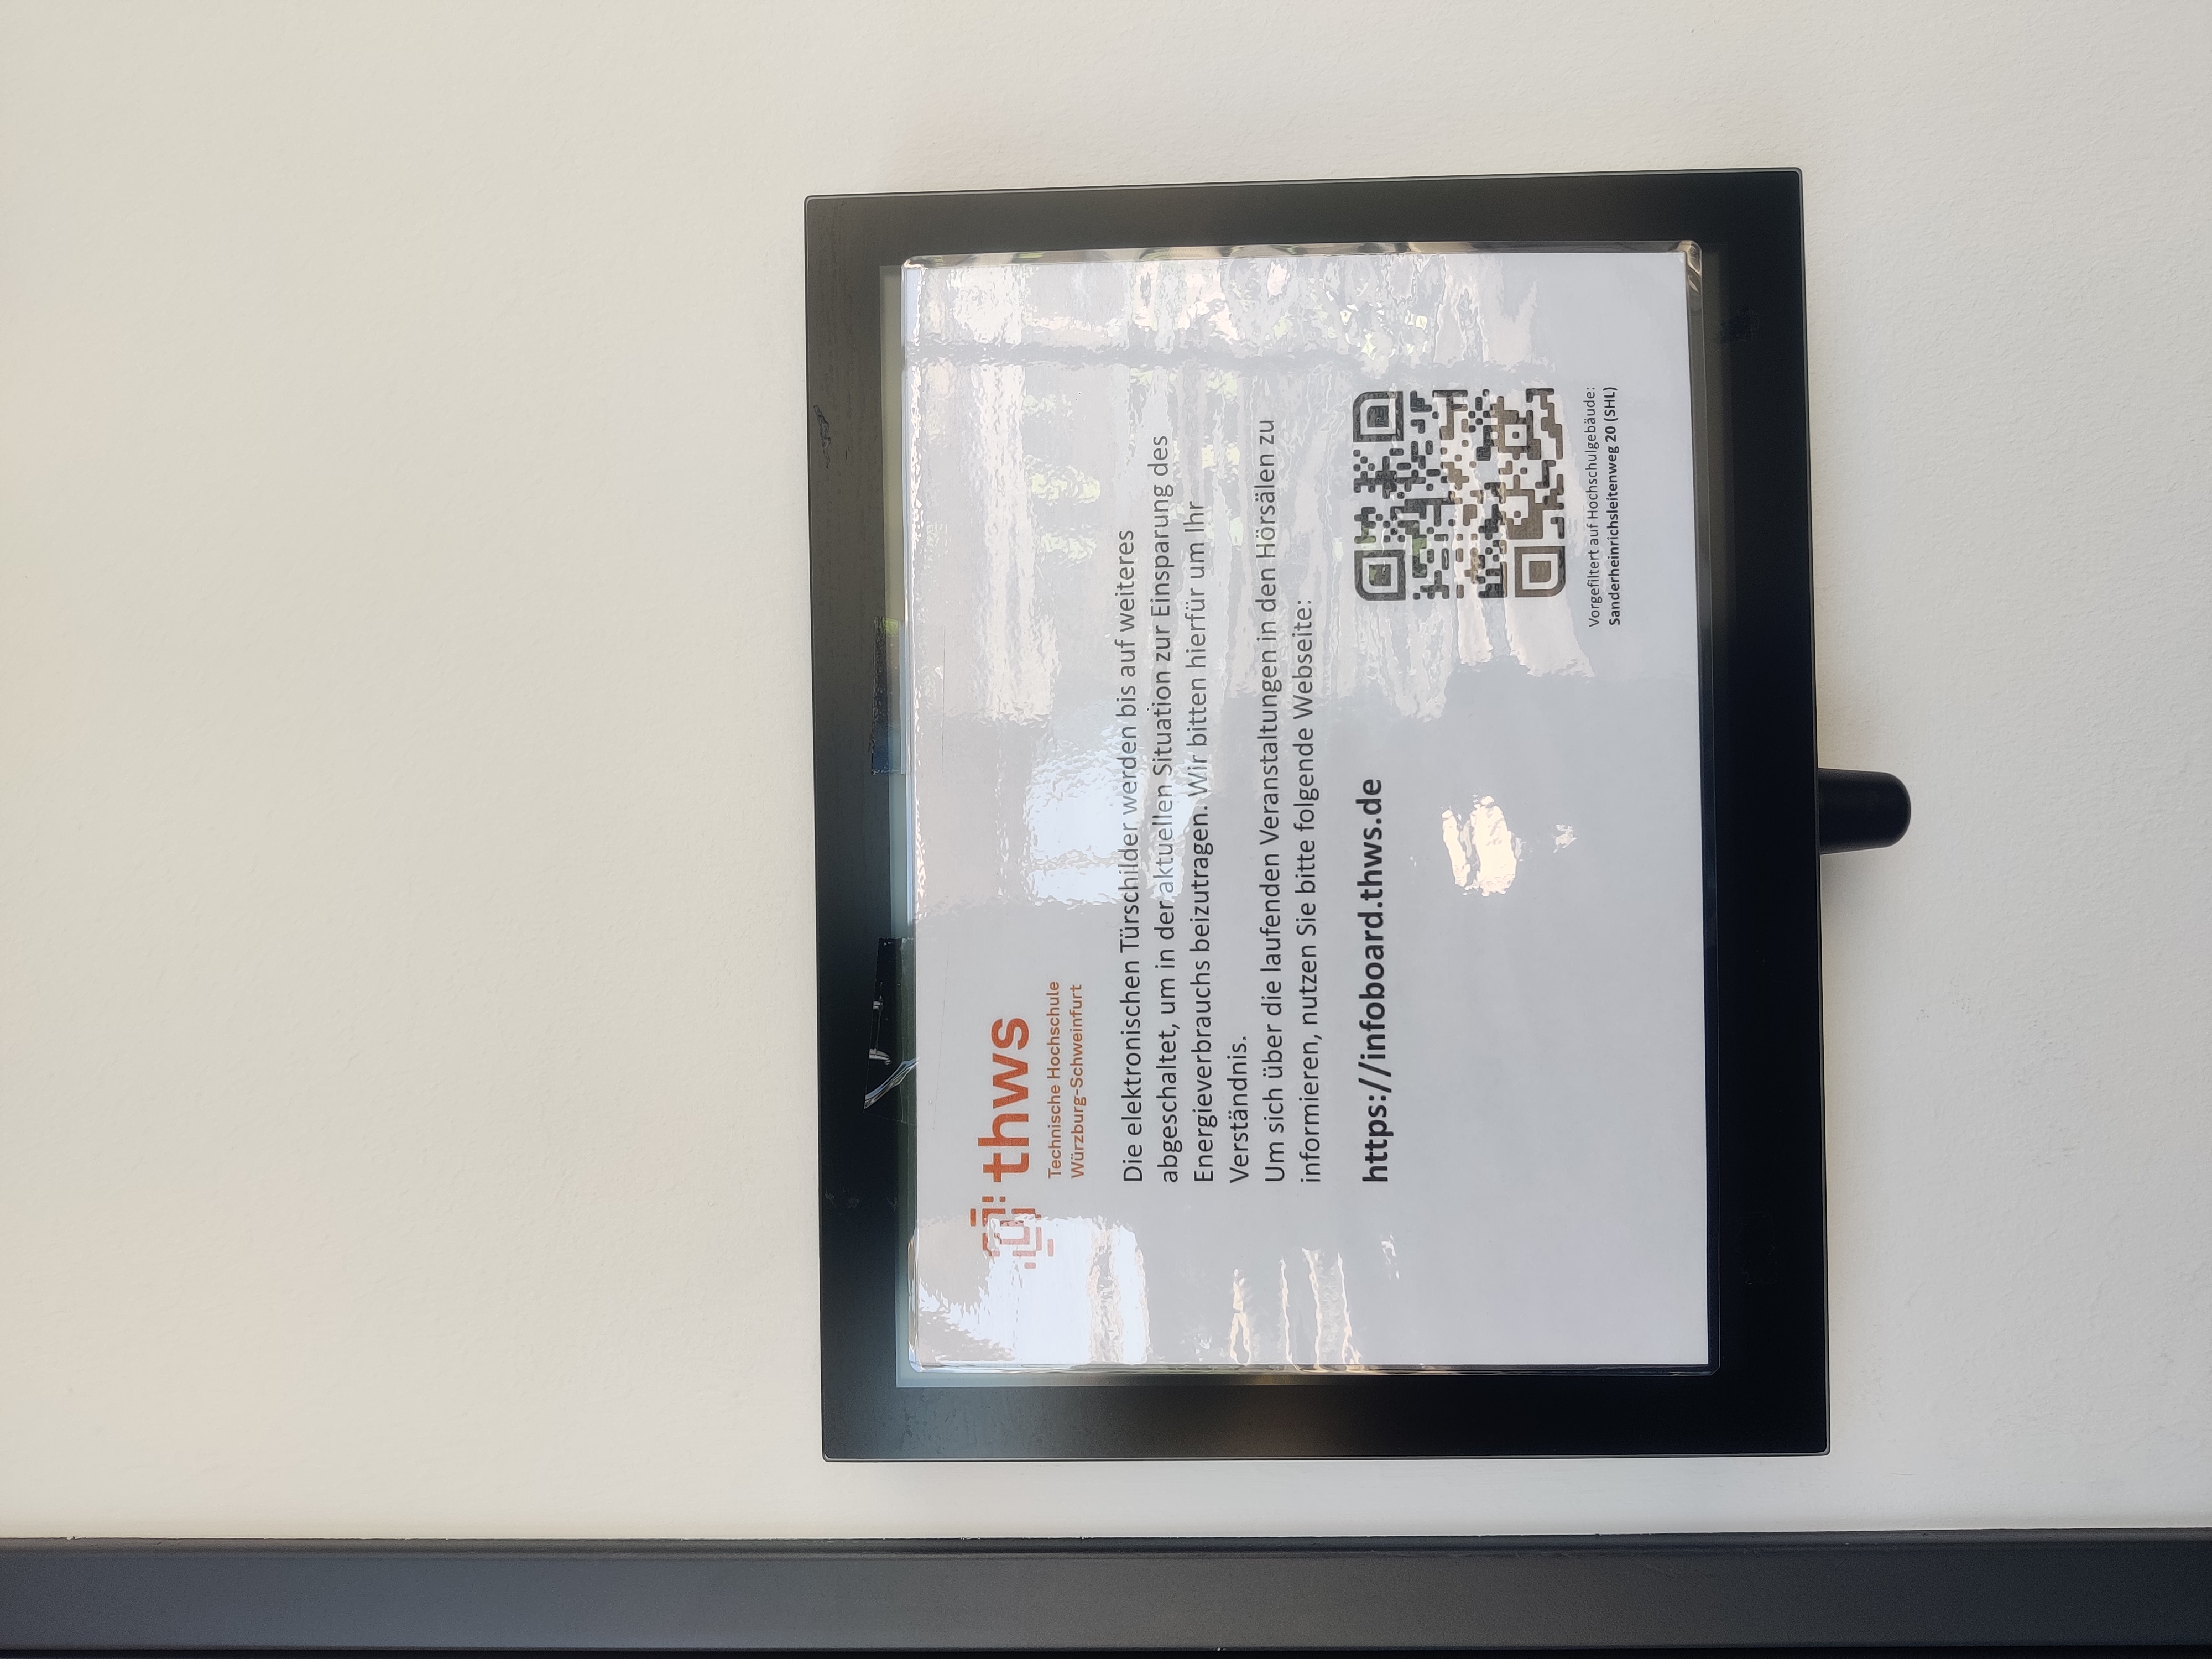 thws
Technische Hochschule
Würzburg-Schweinfurt
Die elektronischen Türschilder werden bis auf weiteres
abgeschaltet, um in der aktuellen Situation zur Einsparung des
Energieverbrauchs beizutragen. Wir bitten hierfür um Ihr
Verständnis.
Um sich über die laufenden Veranstaltungen in den Hörsälen zu
informieren, nutzen Sie bitte folgende Webseite:
https://infoboard.thws.de
Vorgefiltert auf Hochschulgebäude:
Sanderheinrichsleitenweg 20 (SHL)